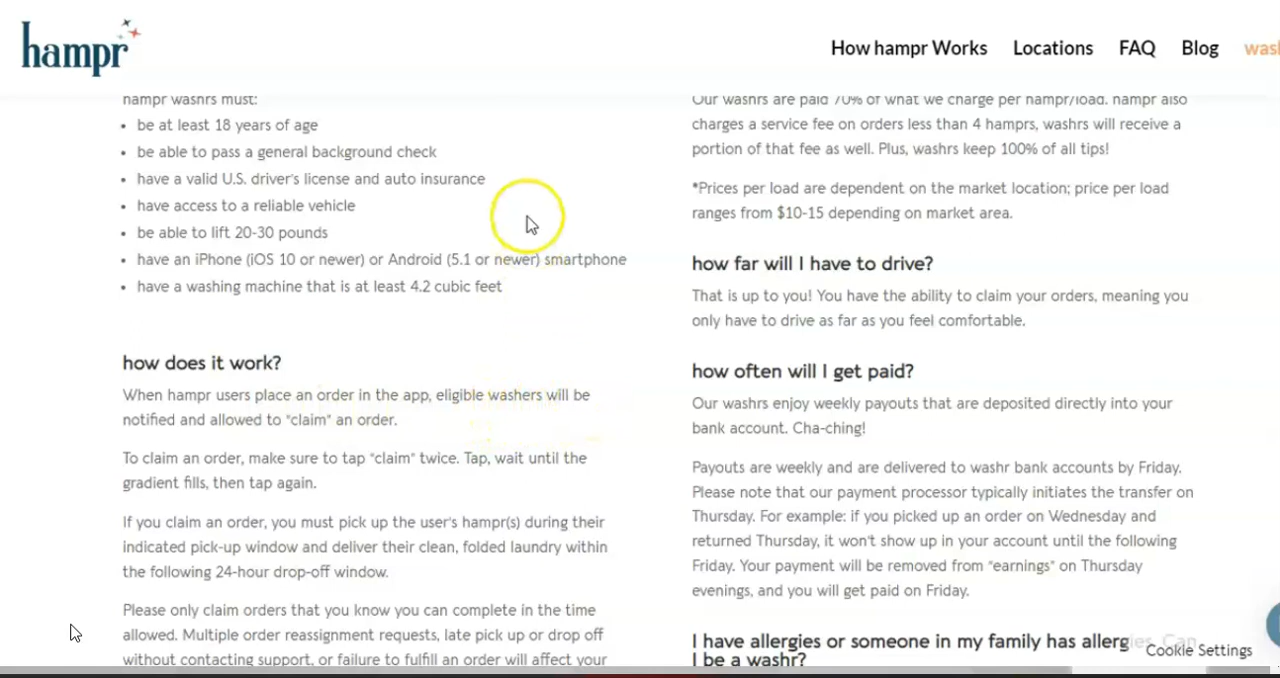 hampr
How hampr Works
Locations
FAQ
Blog
hampr washrs must:
• be at least 18 years of age
• be able to pass a general background check
• have a valid U.S. driver's license and auto insurance
• have access to a reliable vehicle
• be able to lift 20-30 pounds
• have an iPhone (iOS 10 or newer) or Android (5.1 or newer) smartphone
• have a washing machine that is at least 4.2 cubic feet
how does it work?
When hampr users place an order in the app, eligible washers will be
notified and allowed to "claim" an order.
To claim an order, make sure to tap "claim" twice. Tap, wait until the
gradient fills, then tap again.
If you claim an order, you must pick up the user's hampr(s) during their
indicated pick-up window and deliver their clean, folded laundry within
the following 24-hour drop-off window.
Please only claim orders that you know you can complete in the time
allowed. Multiple order reassignment requests, late pick up or drop off
without contacting support, or failure to fulfill an order will affect your
Our washrs are paid 70% of what we charge per hampr/load. hampr also
charges a service fee on orders less than 4 hamprs, washrs will receive a
portion of that fee as well. Plus, washrs keep 100% of all tips!
*Prices per load are dependent on the market location; price per load
ranges from $10-15 depending on market area.
how far will I have to drive?
That is up to you! You have the ability to claim your orders, meaning you
only have to drive as far as you feel comfortable.
how often will I get paid?
Our washrs enjoy weekly payouts that are deposited directly into your
bank account. Cha-ching!
Payouts are weekly and are delivered to washr bank accounts by Friday.
Please note that our payment processor typically initiates the transfer on
Thursday. For example: if you picked up an order on Wednesday and
returned Thursday, it won't show up in your account until the following
Friday. Your payment will be removed from "earnings" on Thursday
evenings, and you will get paid on Friday.
I have allergies or someone in my family has allergies. Can
I be a washr?
Cookie Settings